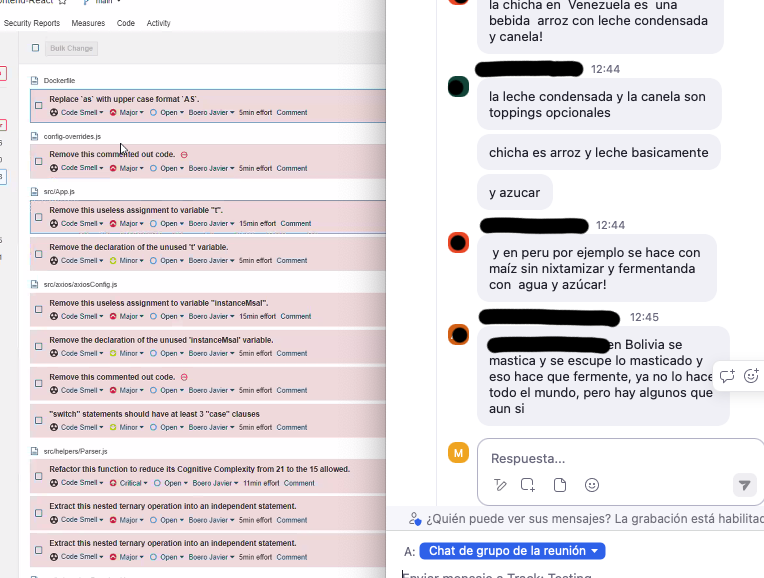 ontend-React
main
Security Reports Measures Code Activity
Bulk Change
Dockerfile
Replace `as` with upper case format `AS`.
Code Smell Major Open Boero Javier 5min effort Comment
config-overrides.js
Remove this commented out code.
Code Smell Major Open Boero Javier 5min effort Comment
src/App.js
Remove this useless assignment to variable "t".
Code Smell Major Open Boero Javier 15min effort Comment
Remove the declaration of the unused 't' variable.
Code Smell Minor Open Boero Javier 5min effort Comment
src/axios/axiosConfig.js
Remove this useless assignment to variable "instanceMsal".
Code Smell Major Open Boero Javier 15min effort Comment
Remove the declaration of the unused 'instanceMsal' variable.
Code Smell Minor Open Boero Javier 5min effort Comment
Remove this commented out code.
Code Smell Major Open Boero Javier 5min effort Comment
"switch" statements should have at least 3 "case" clauses
Code Smell Minor Open Boero Javier 5min effort Comment
src/helpers/Parser.js
Refactor this function to reduce its Cognitive Complexity from 21 to the 15 allowed.
Code Smell Critical Open Boero Javier 11min effort Comment
Extract this nested ternary operation into an independent statement.
Code Smell Major Open Boero Javier 5min effort Comment
Extract this nested ternary operation into an independent statement.
Code Smell Major Open Boero Javier 5min effort Comment
la chicha en Venezuela es una
bebida arroz con leche condensada
y canela!
12:44
la leche condensada y la canela son
toppings opcionales
chicha es arroz y leche basicamente
y azucar
12:44
y en peru por ejemplo se hace con
maíz sin nixtamizar y fermentanda
con agua y azúcar!
12:45
en Bolivia se
mastica y se escupe lo masticado y
eso hace que fermente, ya no lo hace
todo el mundo, pero hay algunos que
aun si
M
Respuesta...
¿Quién puede ver sus mensajes? La grabación está habilitad
A: Chat de grupo de la reunión
Enviar mensaje a Track: Testing